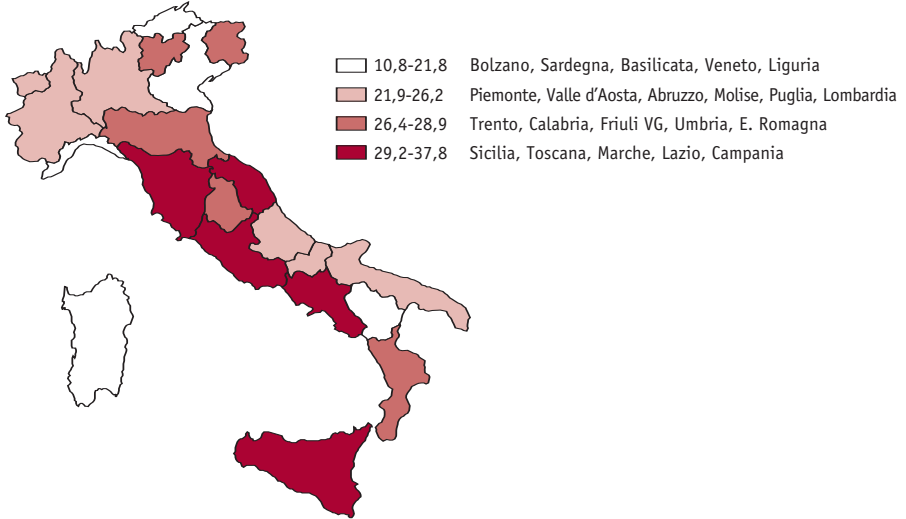 10,8-21,8 Bolzano, Sardegna, Basilicata, Veneto, Liguria
21,9-26,2 Piemonte, Valle d'Aosta, Abruzzo, Molise, Puglia, Lombardia
26,4-28,9 Trento, Calabria, Friuli VG, Umbria, E. Romagna
29,2-37,8 Sicilia, Toscana, Marche, Lazio, Campania